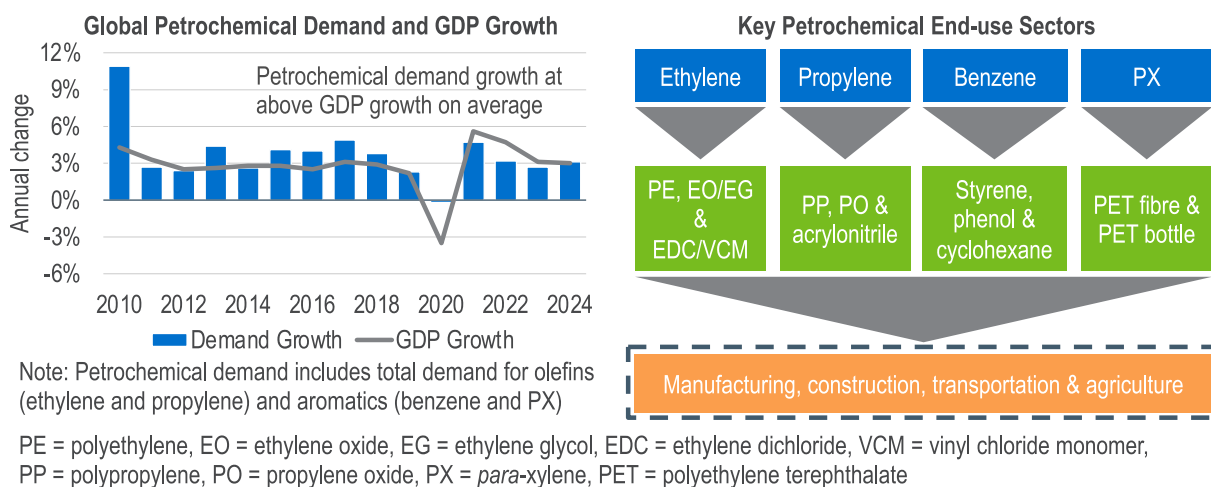 Global Petrochemical Demand and GDP Growth
12%
9%
6%
3%
0%
-3%
-6%
Annual change
Petrochemical demand growth at
above GDP growth on average
2010 2012 2014 2016 2018 2020 2022 2024
Demand Growth GDP Growth
Note: Petrochemical demand includes total demand for olefins
(ethylene and propylene) and aromatics (benzene and PX)
Key Petrochemical End-use Sectors
Ethylene Propylene Benzene PX
PE, EO/EG
&
EDC/VCM
PP, PO &
acrylonitrile
Styrene,
phenol &
cyclohexane
PET fibre &
PET bottle
Manufacturing, construction, transportation & agriculture
PE = polyethylene, EO = ethylene oxide, EG = ethylene glycol, EDC = ethylene dichloride, VCM = vinyl chloride monomer,
PP = polypropylene, PO = propylene oxide, PX = para-xylene, PET = polyethylene terephthalate